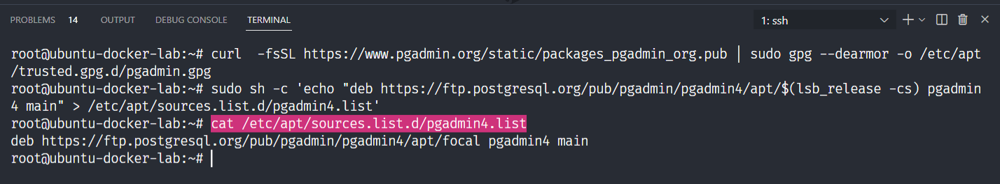 PROBLEMS 14 OUTPUT DEBUG CONSOLE TERMINAL 1: ssh
root@ubuntu-docker-lab:~# curl  -fsSL https://www.pgadmin.org/static/packages_pgadmin_org.pub | sudo gpg --dearmor -o /etc/apt
/trusted.gpg.d/pgadmin.gpg
root@ubuntu-docker-lab:~# sudo sh -c 'echo "deb https://ftp.postgresql.org/pub/pgadmin/pgadmin4/apt/$(lsb_release -cs) pgadmin
4 main" > /etc/apt/sources.list.d/pgadmin4.list'
root@ubuntu-docker-lab:~# cat /etc/apt/sources.list.d/pgadmin4.list
deb https://ftp.postgresql.org/pub/pgadmin/pgadmin4/apt/focal pgadmin4 main
root@ubuntu-docker-lab:~#